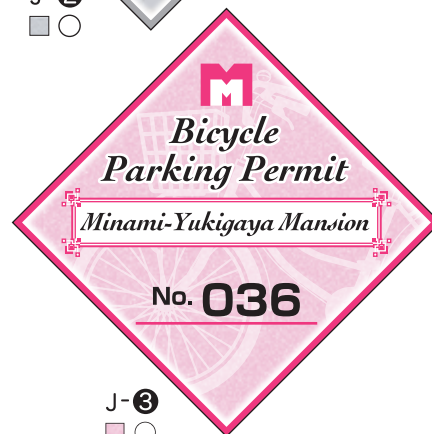 M
Bicycle
Parking Permit
Minami-Yukigaya Mansion
No. 036
J-❸